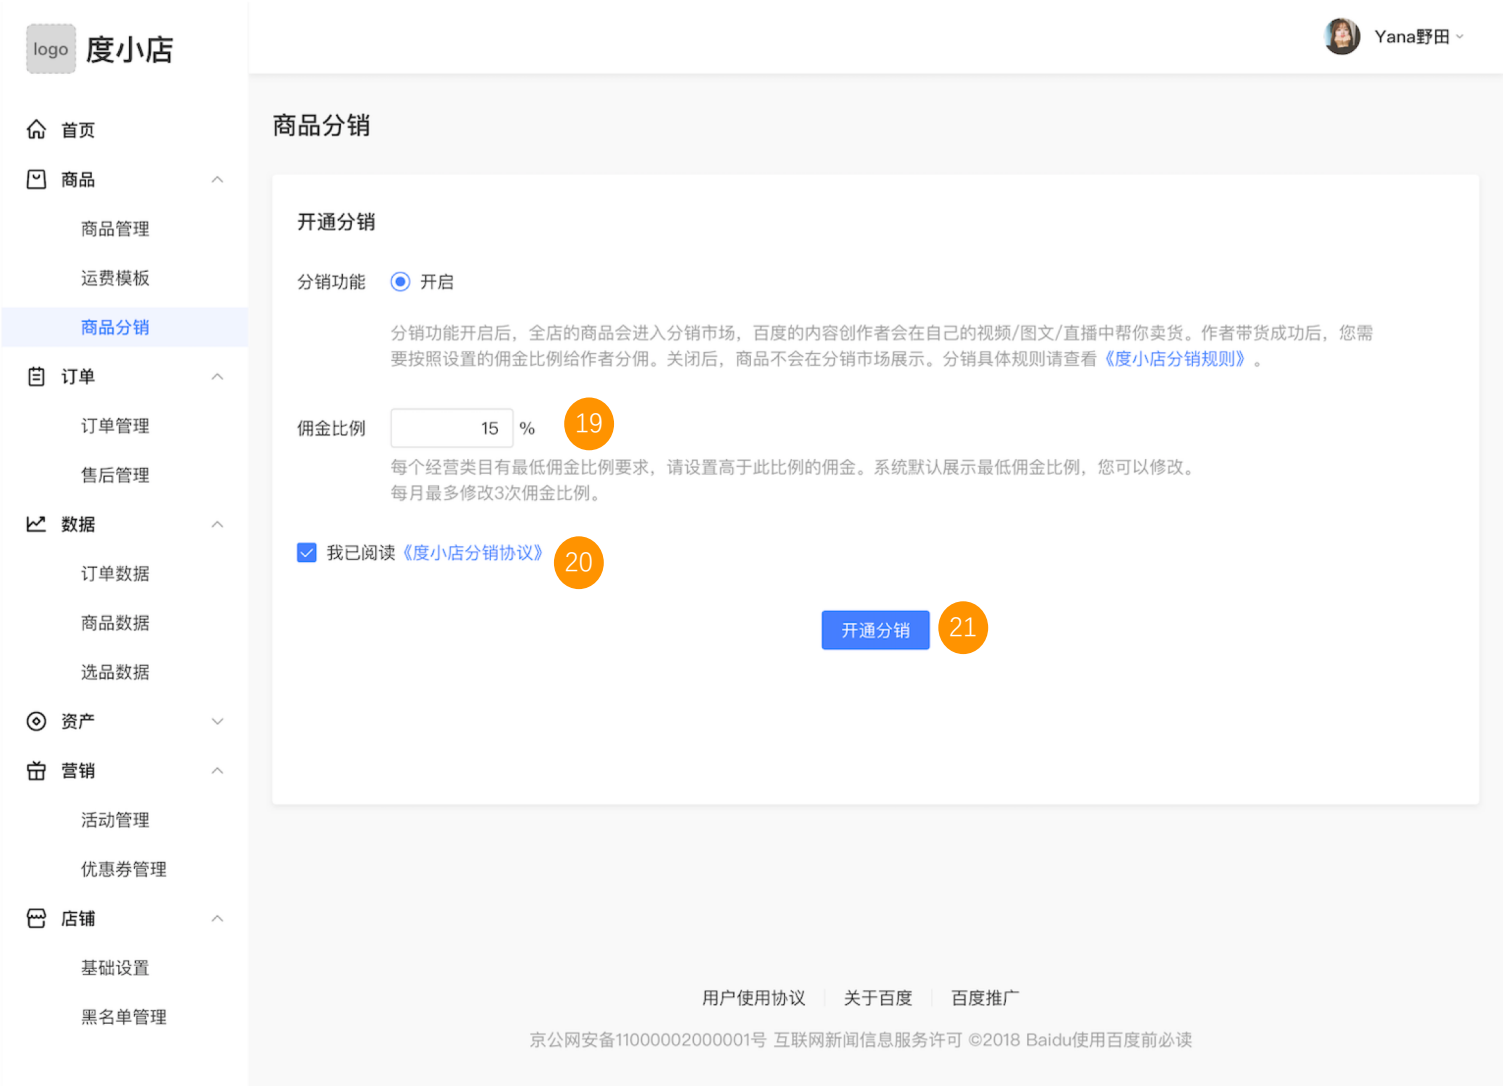 logo 度小店
Yana野田
首页
商品
商品管理
运费模板
商品分销
订单
订单管理
售后管理
数据
订单数据
商品数据
选品数据
资产
营销
活动管理
优惠券管理
店铺
基础设置
黑名单管理
商品分销
开通分销
分销功能 开启
分销功能开启后，全店的商品会进入分销市场，百度的内容创作者会在自己的视频/图文/直播中帮你卖货。作者带货成功后，您需
要按照设置的佣金比例给作者分佣。关闭后，商品不会在分销市场展示。分销具体规则请查看《度小店分销规则》。
佣金比例 15 % 19
每个经营类目有最低佣金比例要求，请设置高于此比例的佣金。系统默认展示最低佣金比例，您可以修改。
每月最多修改3次佣金比例。
我已阅读《度小店分销协议》 20
开通分销 21
用户使用协议 关于百度 百度推广
京公网安备11000002000001号 互联网新闻信息服务许可 ©2018 Baidu使用百度前必读